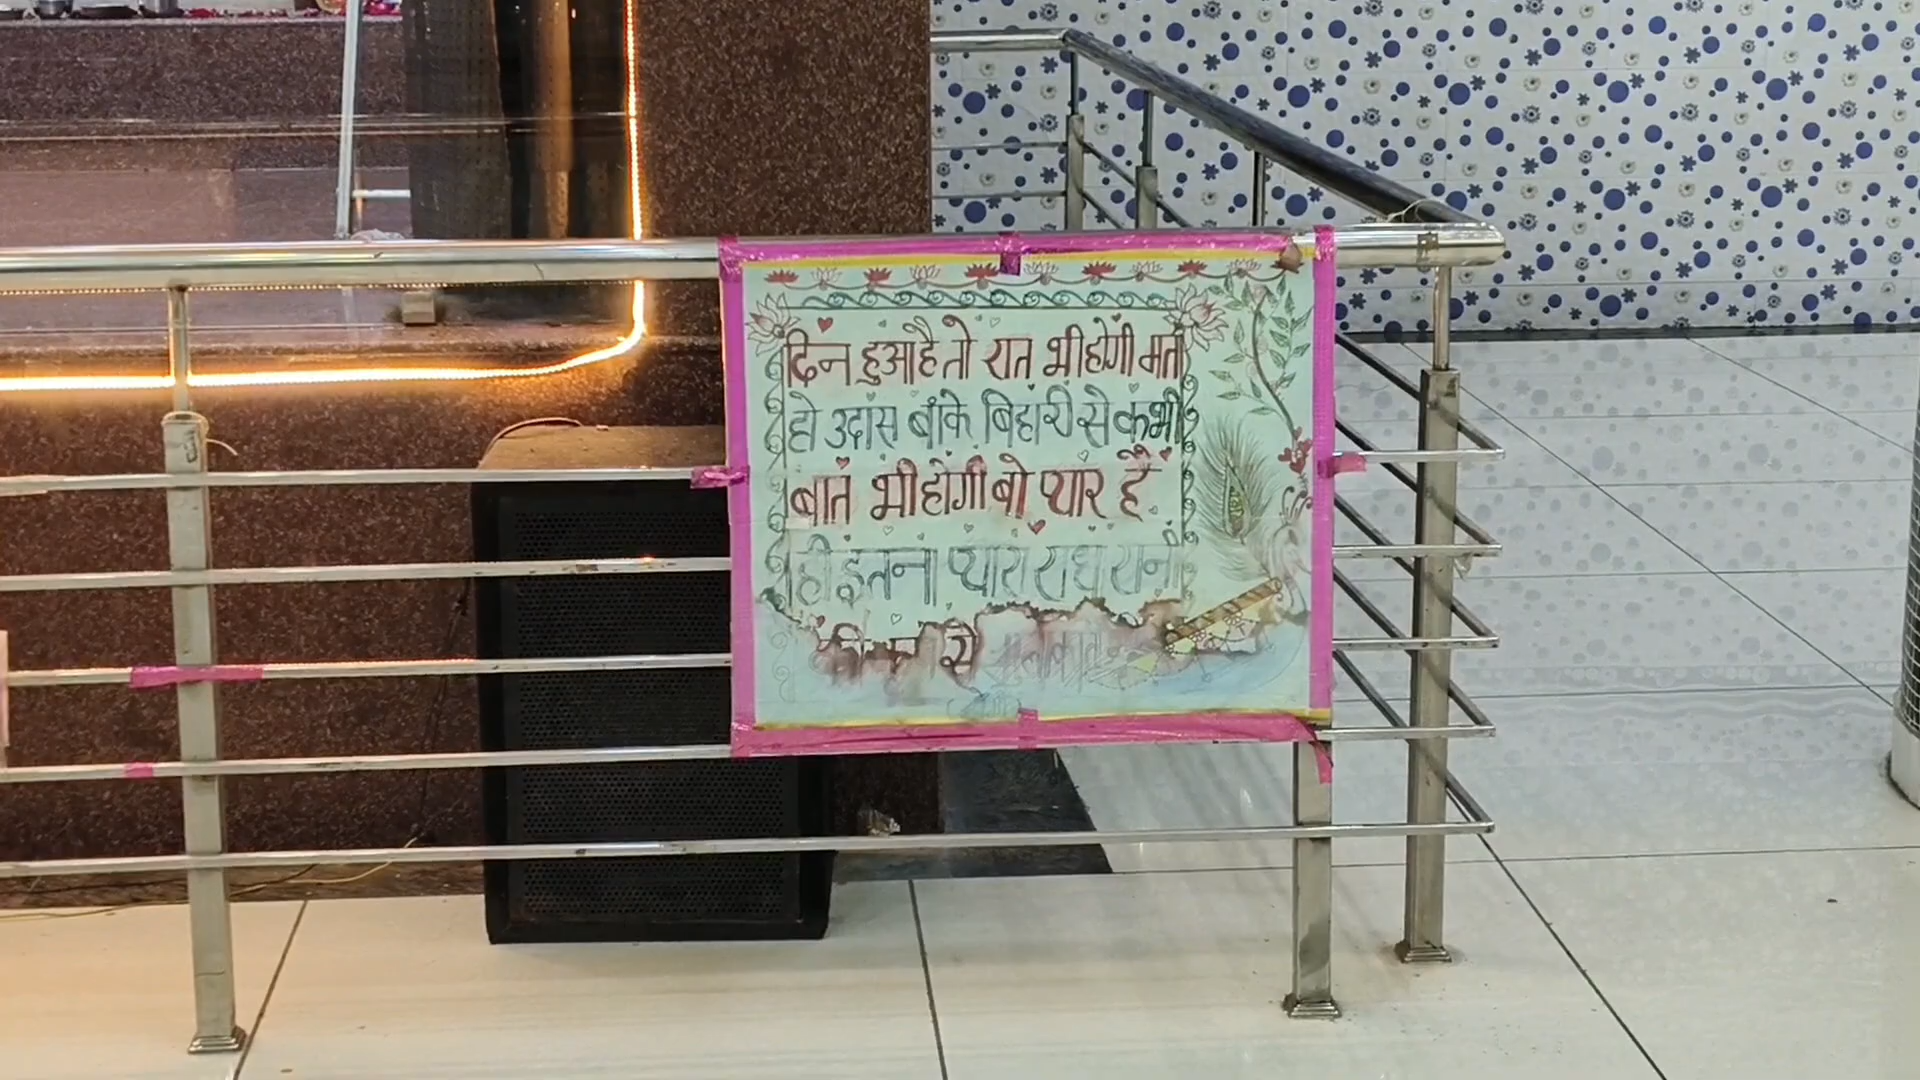 दिन हुआ है तो रात भी होगी मत
हो उदास बांके बिहारी से कभी
बात भी होगी वो प्यार है
ही इतना प्यारा राधा रानी
से